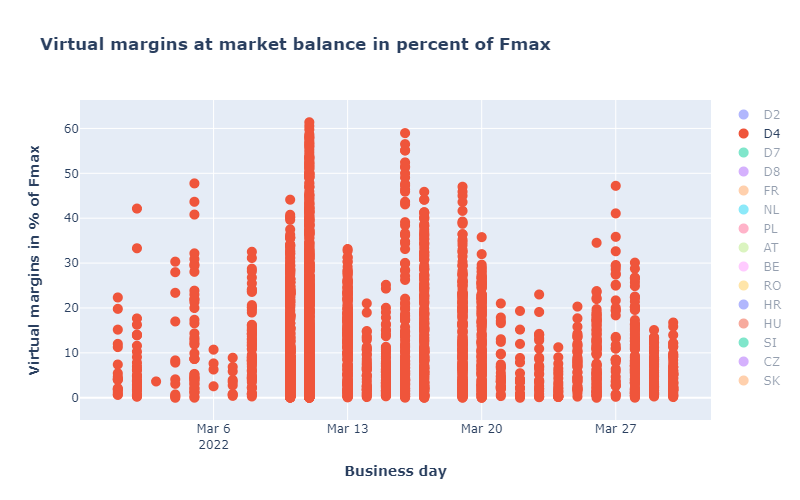 Virtual margins at market balance in percent of Fmax
Virtual margins in % of Fmax
60
50
40
30
20
10
0
Mar 6
2022
Mar 13
Mar 20
Mar 27
Business day
D2
D4
D7
D8
FR
NL
PL
AT
BE
RO
HR
HU
SI
CZ
SK